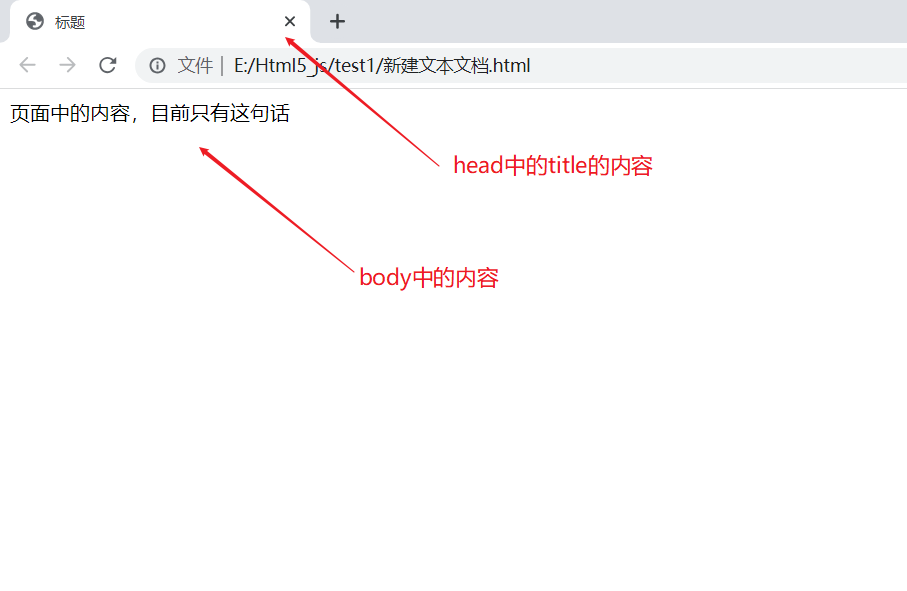 标题
文件 | E:/Html5_js/test1/新建文本文档.html
页面中的内容，目前只有这句话
head中的title的内容
body中的内容